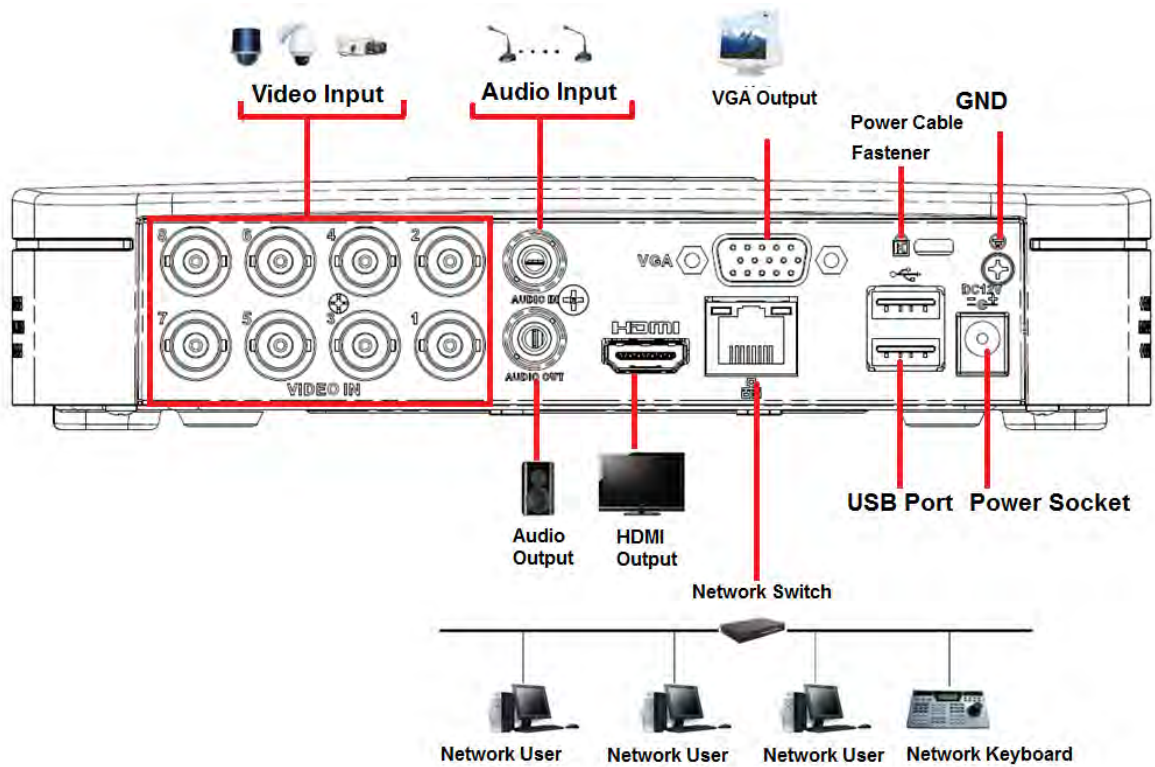 Video Input
Audio Input
VGA Output
GND
Power Cable
Fastener
8 6 4 2
VGA
AUDIO IN
DC12V
7 5 3 1
HDMI
AUDIO OUT
VIDEO IN
USB Port
Power Socket
Audio
Output
HDMI
Output
Network Switch
Network User
Network User
Network User
Network Keyboard